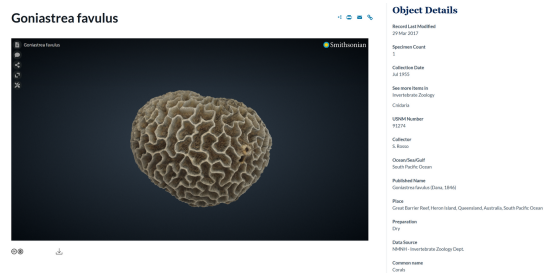 Goniastrea favulus
Goniastrea favulus
Smithsonian
Object Details
Record Last Modified
29 Mar 2017
Specimen Count
1
Collection Date
Jul 1955
See more items in
Invertebrate Zoology
Cnidaria
USNM Number
91274
Collector
S. Roose
Ocean/Sea/Gulf
South Pacific Ocean
Published Name
Goniastrea favulus (Dana, 1846)
Place
Great Barrier Reef, Heron Island, Queensland, Australia, South Pacific Ocean
Preparation
Dry
Data Source
NMNH - Invertebrate Zoology Dept.
Common name
Corals